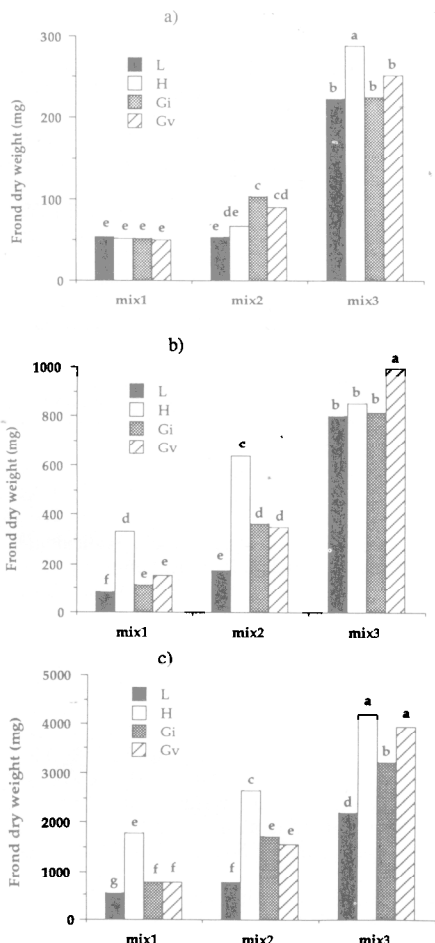 a)
Frond dry weight (mg)
300
200
100
0
L
H
Gi
Gv
e e e e
e de c cd
b a b b
mix1 mix2 mix3
b)
Frond dry weight (mg)
1000
800
600
400
200
0
L
H
Gi
Gv
f d e e
e c d d
b b b a
mix1 mix2 mix3
c)
Frond dry weight (mg)
5000
4000
3000
2000
1000
0
L
H
Gi
Gv
g e f f
f c e e
d a b a
mix1 mix2 mix3